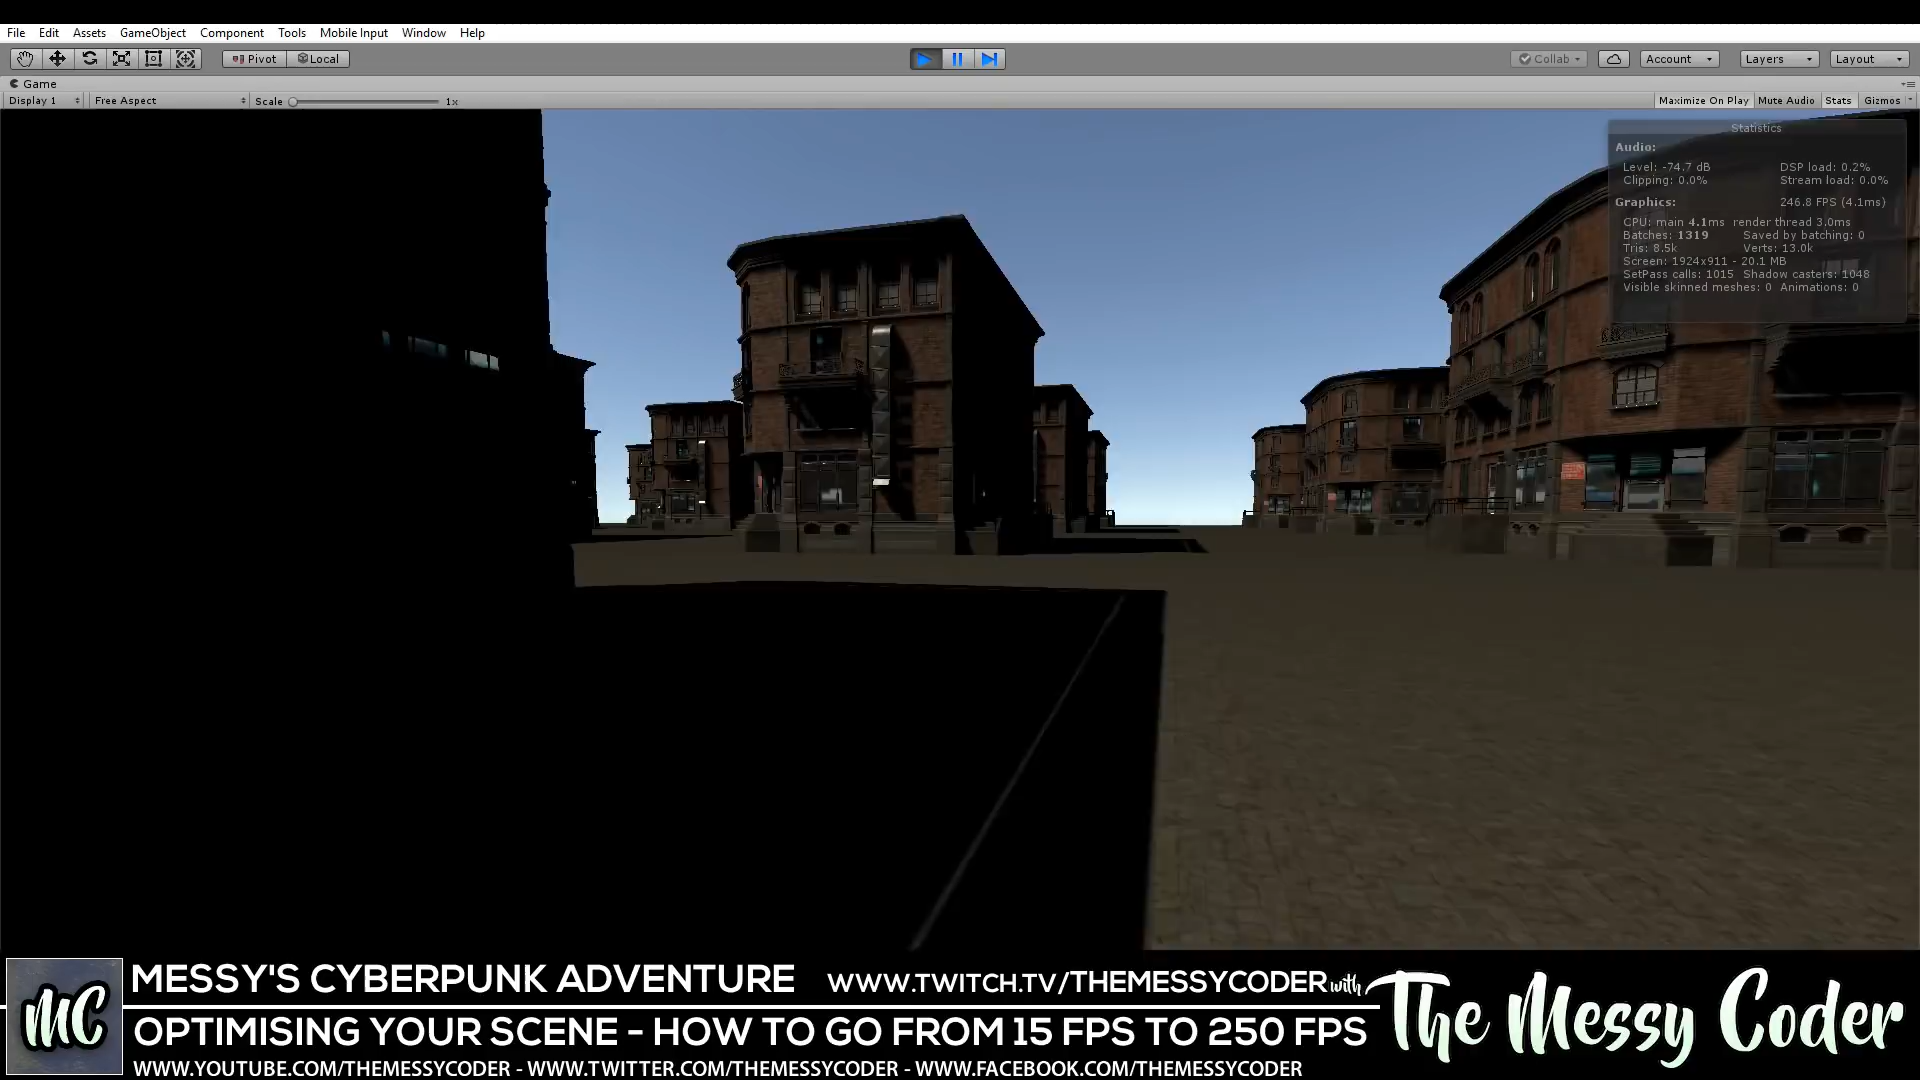 File Edit Assets GameObject Component Tools Mobile Input Window Help
Pivot Local Collab Account Layers Layout
Game
Display 1 Free Aspect Scale 1x Maximize On Play Mute Audio Stats Gizmos
Statistics
Audio:
Level: -74.7 dB DSP load: 0.2%
Clipping: 0.0% Stream load: 0.0%
Graphics: 246.8 FPS (4.1ms)
CPU: main 4.1ms render thread 3.0ms
Batches: 1319 Saved by batching: 0
Tris: 8.5k Verts: 13.0k
Screen: 1924x911 - 20.1 MB
SetPass calls: 1015 Shadow casters: 1048
Visible skinned meshes: 0 Animations: 0
MC
MESSY'S CYBERPUNK ADVENTURE WWW.TWITCH.TV/THEMESSYCODER with The Messy Coder
OPTIMISING YOUR SCENE - HOW TO GO FROM 15 FPS TO 250 FPS
WWW.YOUTUBE.COM/THEMESSYCODER - WWW.TWITTER.COM/THEMESSYCODER - WWW.FACEBOOK.COM/THEMESSYCODER